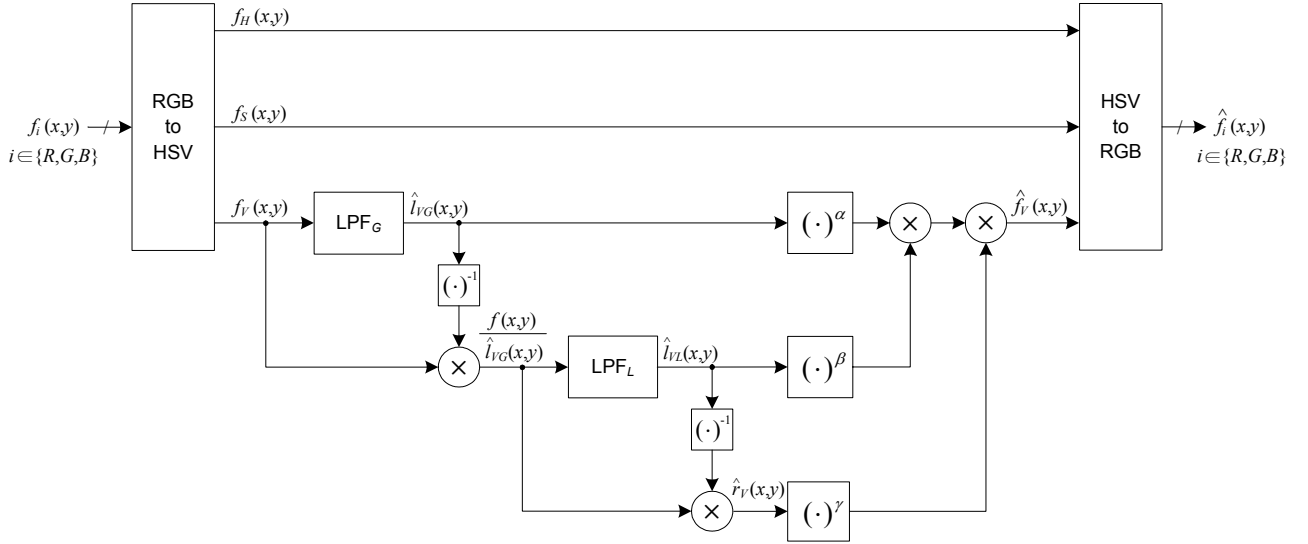 f_H(x,y)
RGB
to
HSV
HSV
to
RGB
f_S(x,y)
f_i(x,y)
i∈{R,G,B}
f̂_i(x,y)
i∈{R,G,B}
f_V(x,y)
LPF_G
l̂_VG(x,y)
(·)^α
×
×
f̂_V(x,y)
(·)^-1
×
f(x,y)
l̂_VG(x,y)
LPF_L
l̂_VL(x,y)
(·)^β
(·)^-1
×
r̂_V(x,y)
(·)^γ